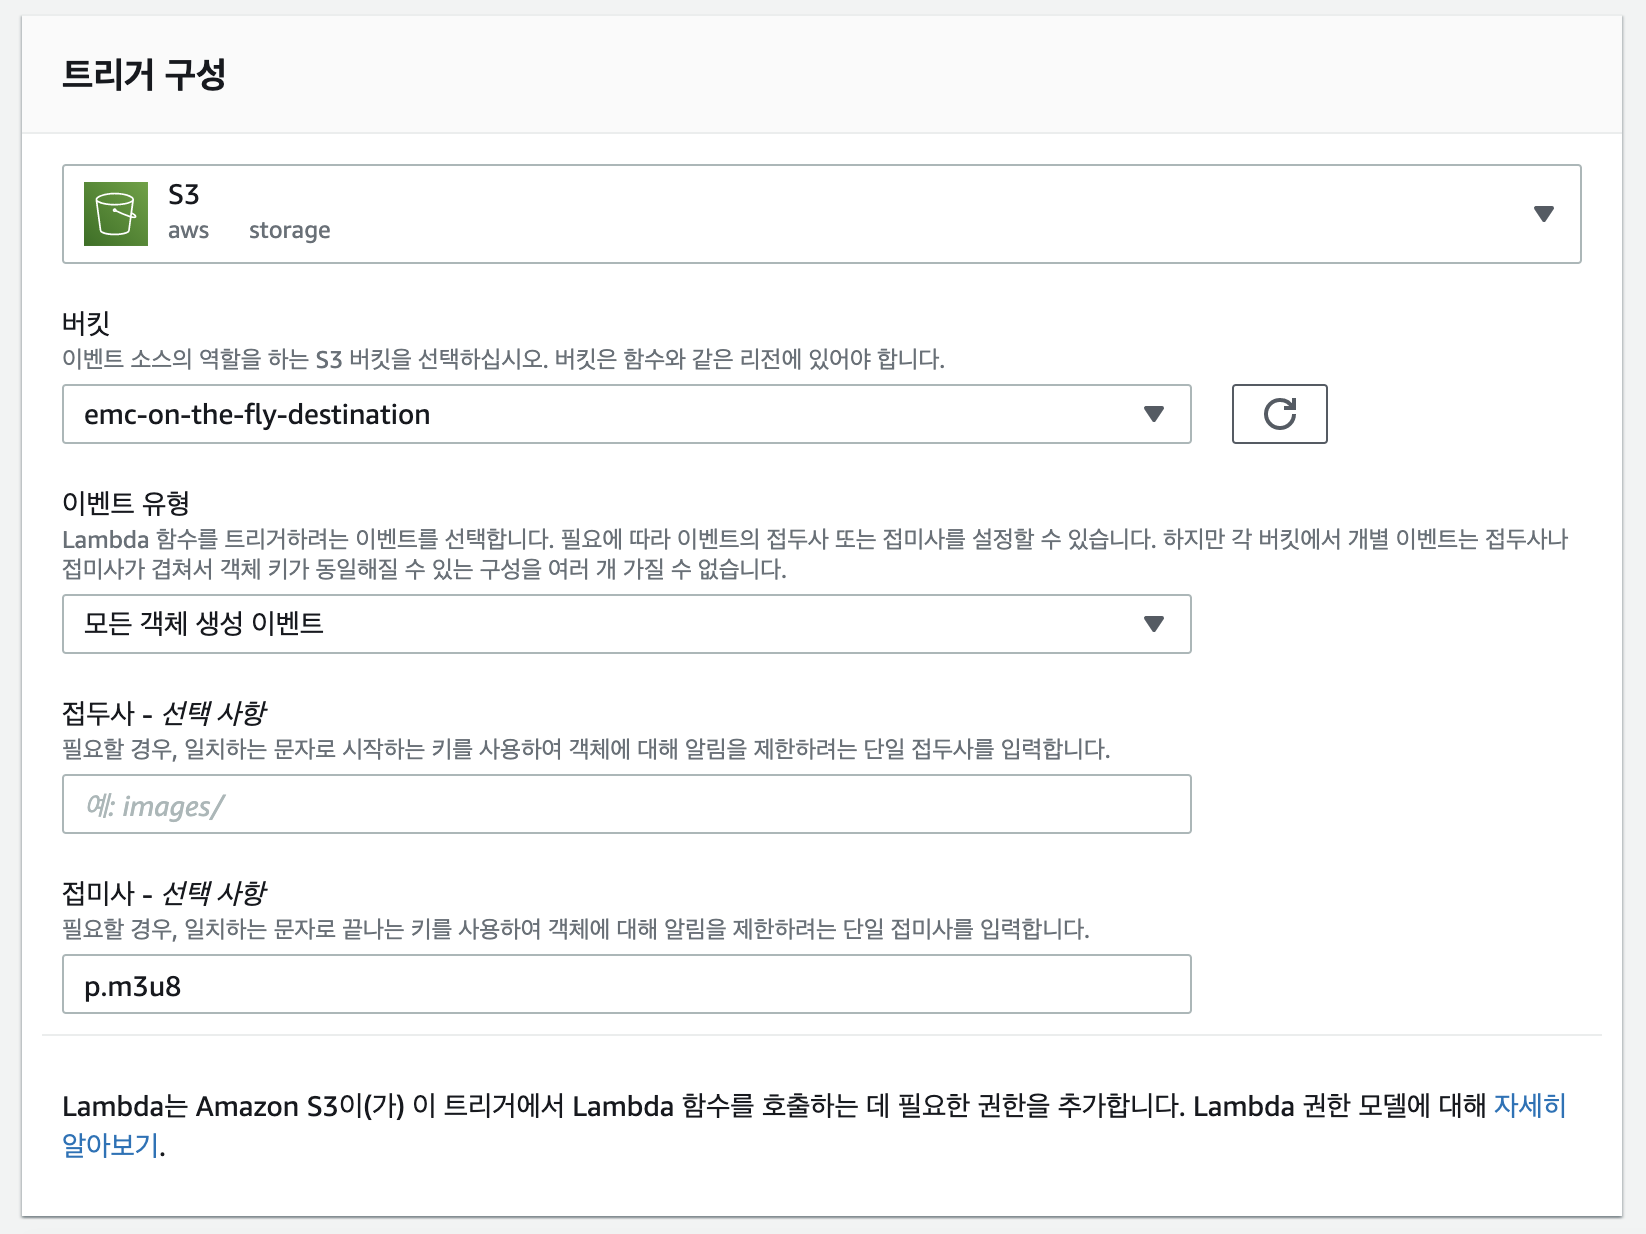 트리거 구성
S3
aws storage
버킷
이벤트 소스의 역할을 하는 S3 버킷을 선택하십시오. 버킷은 함수와 같은 리전에 있어야 합니다.
emc-on-the-fly-destination
이벤트 유형
Lambda 함수를 트리거하려는 이벤트를 선택합니다. 필요에 따라 이벤트의 접두사 또는 접미사를 설정할 수 있습니다. 하지만 각 버킷에서 개별 이벤트는 접두사나
접미사가 겹쳐서 객체 키가 동일해질 수 있는 구성을 여러 개 가질 수 없습니다.
모든 객체 생성 이벤트
접두사 - 선택 사항
필요할 경우, 일치하는 문자로 시작하는 키를 사용하여 객체에 대해 알림을 제한하려는 단일 접두사를 입력합니다.
예: images/
접미사 - 선택 사항
필요할 경우, 일치하는 문자로 끝나는 키를 사용하여 객체에 대해 알림을 제한하려는 단일 접미사를 입력합니다.
p.m3u8
Lambda는 Amazon S3이(가) 이 트리거에서 Lambda 함수를 호출하는 데 필요한 권한을 추가합니다. Lambda 권한 모델에 대해 자세히
알아보기.